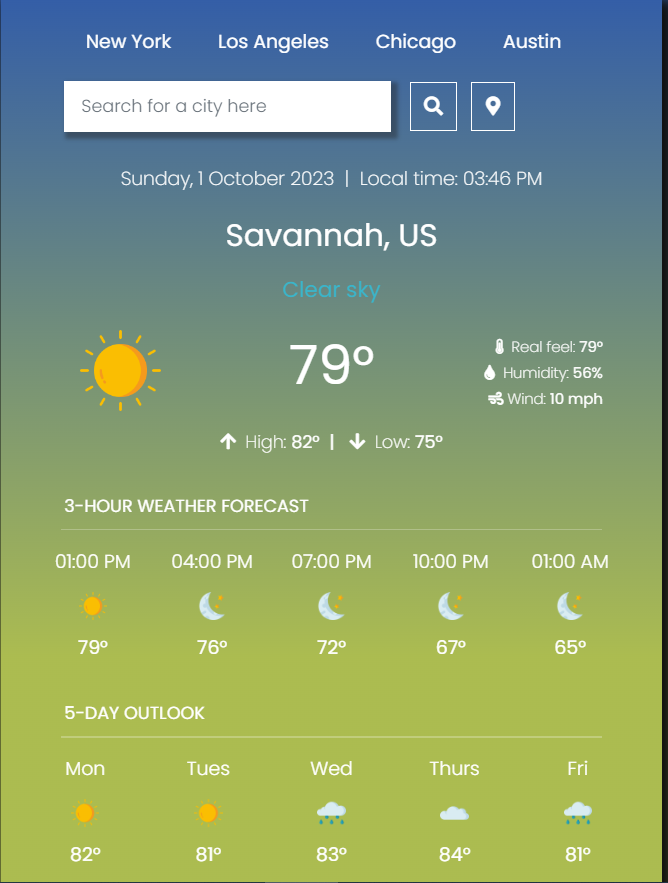 New York Los Angeles Chicago Austin
Search for a city here
Sunday, 1 October 2023 | Local time: 03:46 PM
Savannah, US
Clear sky
79°
Real feel: 79°
Humidity: 56%
Wind: 10 mph
High: 82° | Low: 75°
3-HOUR WEATHER FORECAST
01:00 PM 04:00 PM 07:00 PM 10:00 PM 01:00 AM
79° 76° 72° 67° 65°
5-DAY OUTLOOK
Mon Tues Wed Thurs Fri
82° 81° 83° 84° 81°